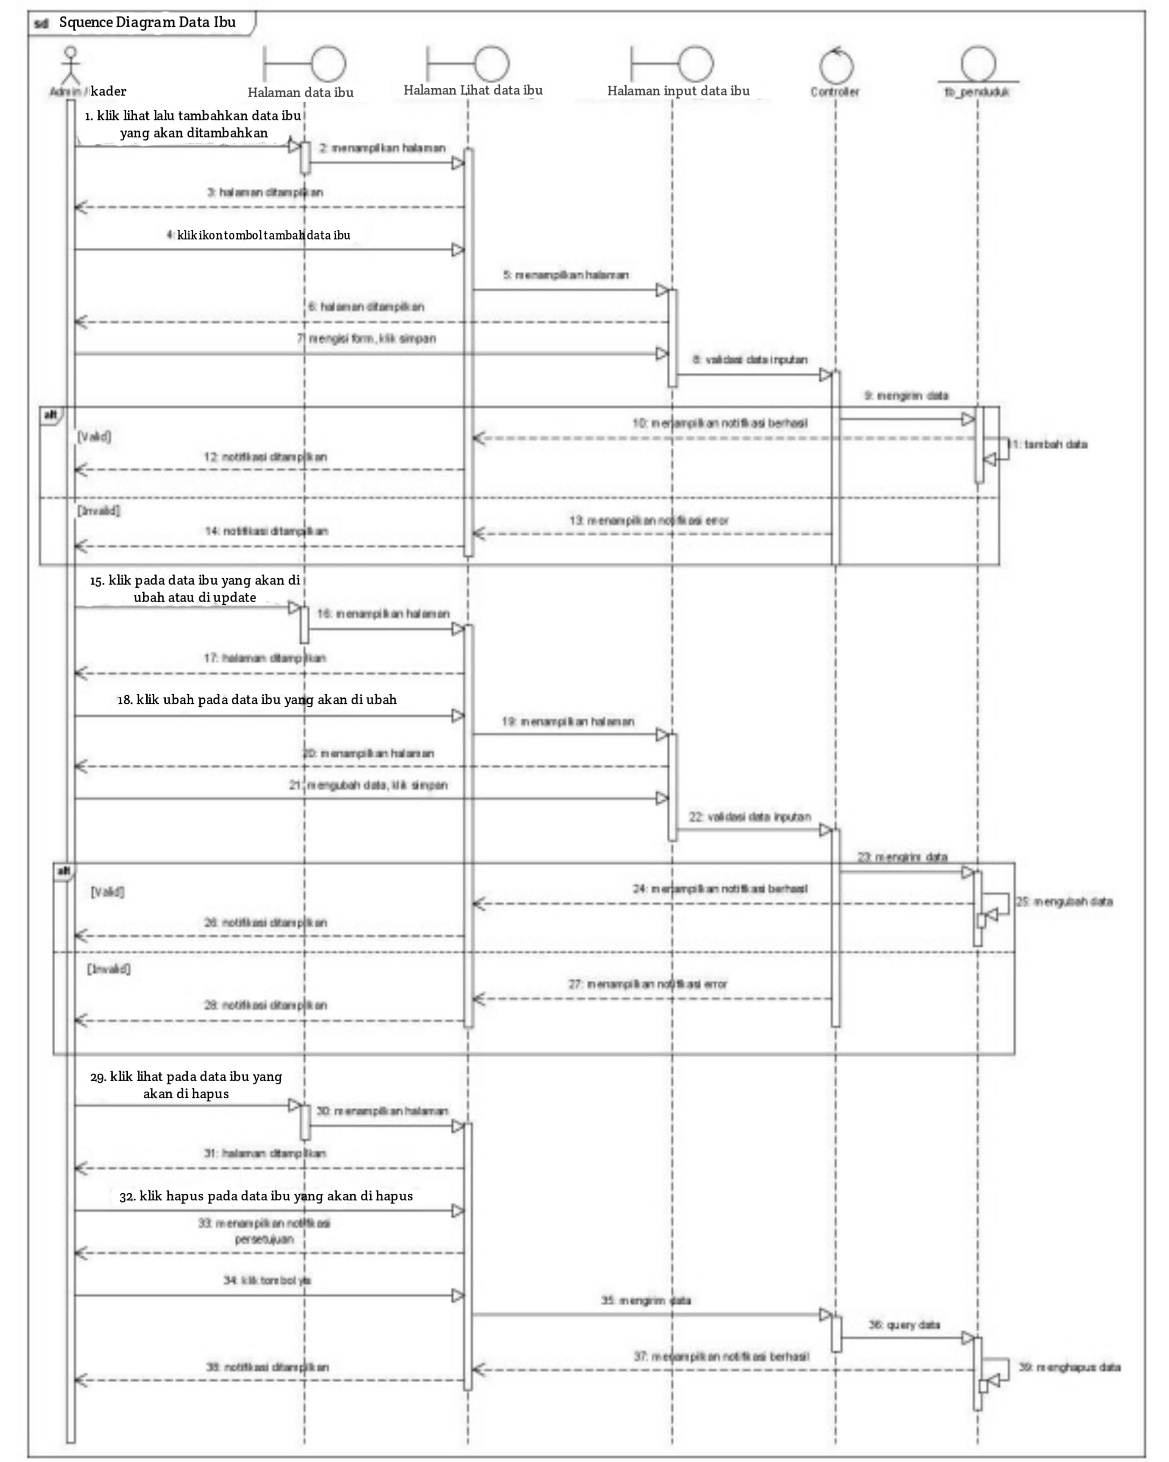 sd Squence Diagram Data Ibu
Admin / kader
Halaman data ibu
Halaman Lihat data ibu
Halaman input data ibu
Controller
tb_penduduk
1. klik lihat lalu tambahkan data ibu
yang akan ditambahkan
2: menampilkan halaman
3: halaman ditampilkan
4: klik ikon tombol tambah data ibu
5: menampilkan halaman
6: halaman ditampilkan
7: mengisi form, klik simpan
8: validasi data inputan
9: mengirim data
alt
[Valid]
10: menampilkan notifikasi berhasil
11: tambah data
12: notifikasi ditampilkan
[Invalid]
13: menampilkan notifikasi error
14: notifikasi ditampilkan
15. klik pada data ibu yang akan di
ubah atau di update
16: menampilkan halaman
17: halaman ditampilkan
18. klik ubah pada data ibu yang akan di ubah
19: menampilkan halaman
20: menampilkan halaman
21: mengubah data, klik simpan
22: validasi data inputan
23: mengirim data
alt
[Valid]
24: menampilkan notifikasi berhasil
25: mengubah data
26: notifikasi ditampilkan
[Invalid]
27: menampilkan notifikasi error
28: notifikasi ditampilkan
29. klik lihat pada data ibu yang
akan di hapus
30: menampilkan halaman
31: halaman ditampilkan
32. klik hapus pada data ibu yang akan di hapus
33: menampilkan notifikasi
persetujuan
34: klik tombol ya
35: mengirim data
36: query data
37: menampilkan notifikasi berhasil
38: notifikasi ditampilkan
39: menghapus data